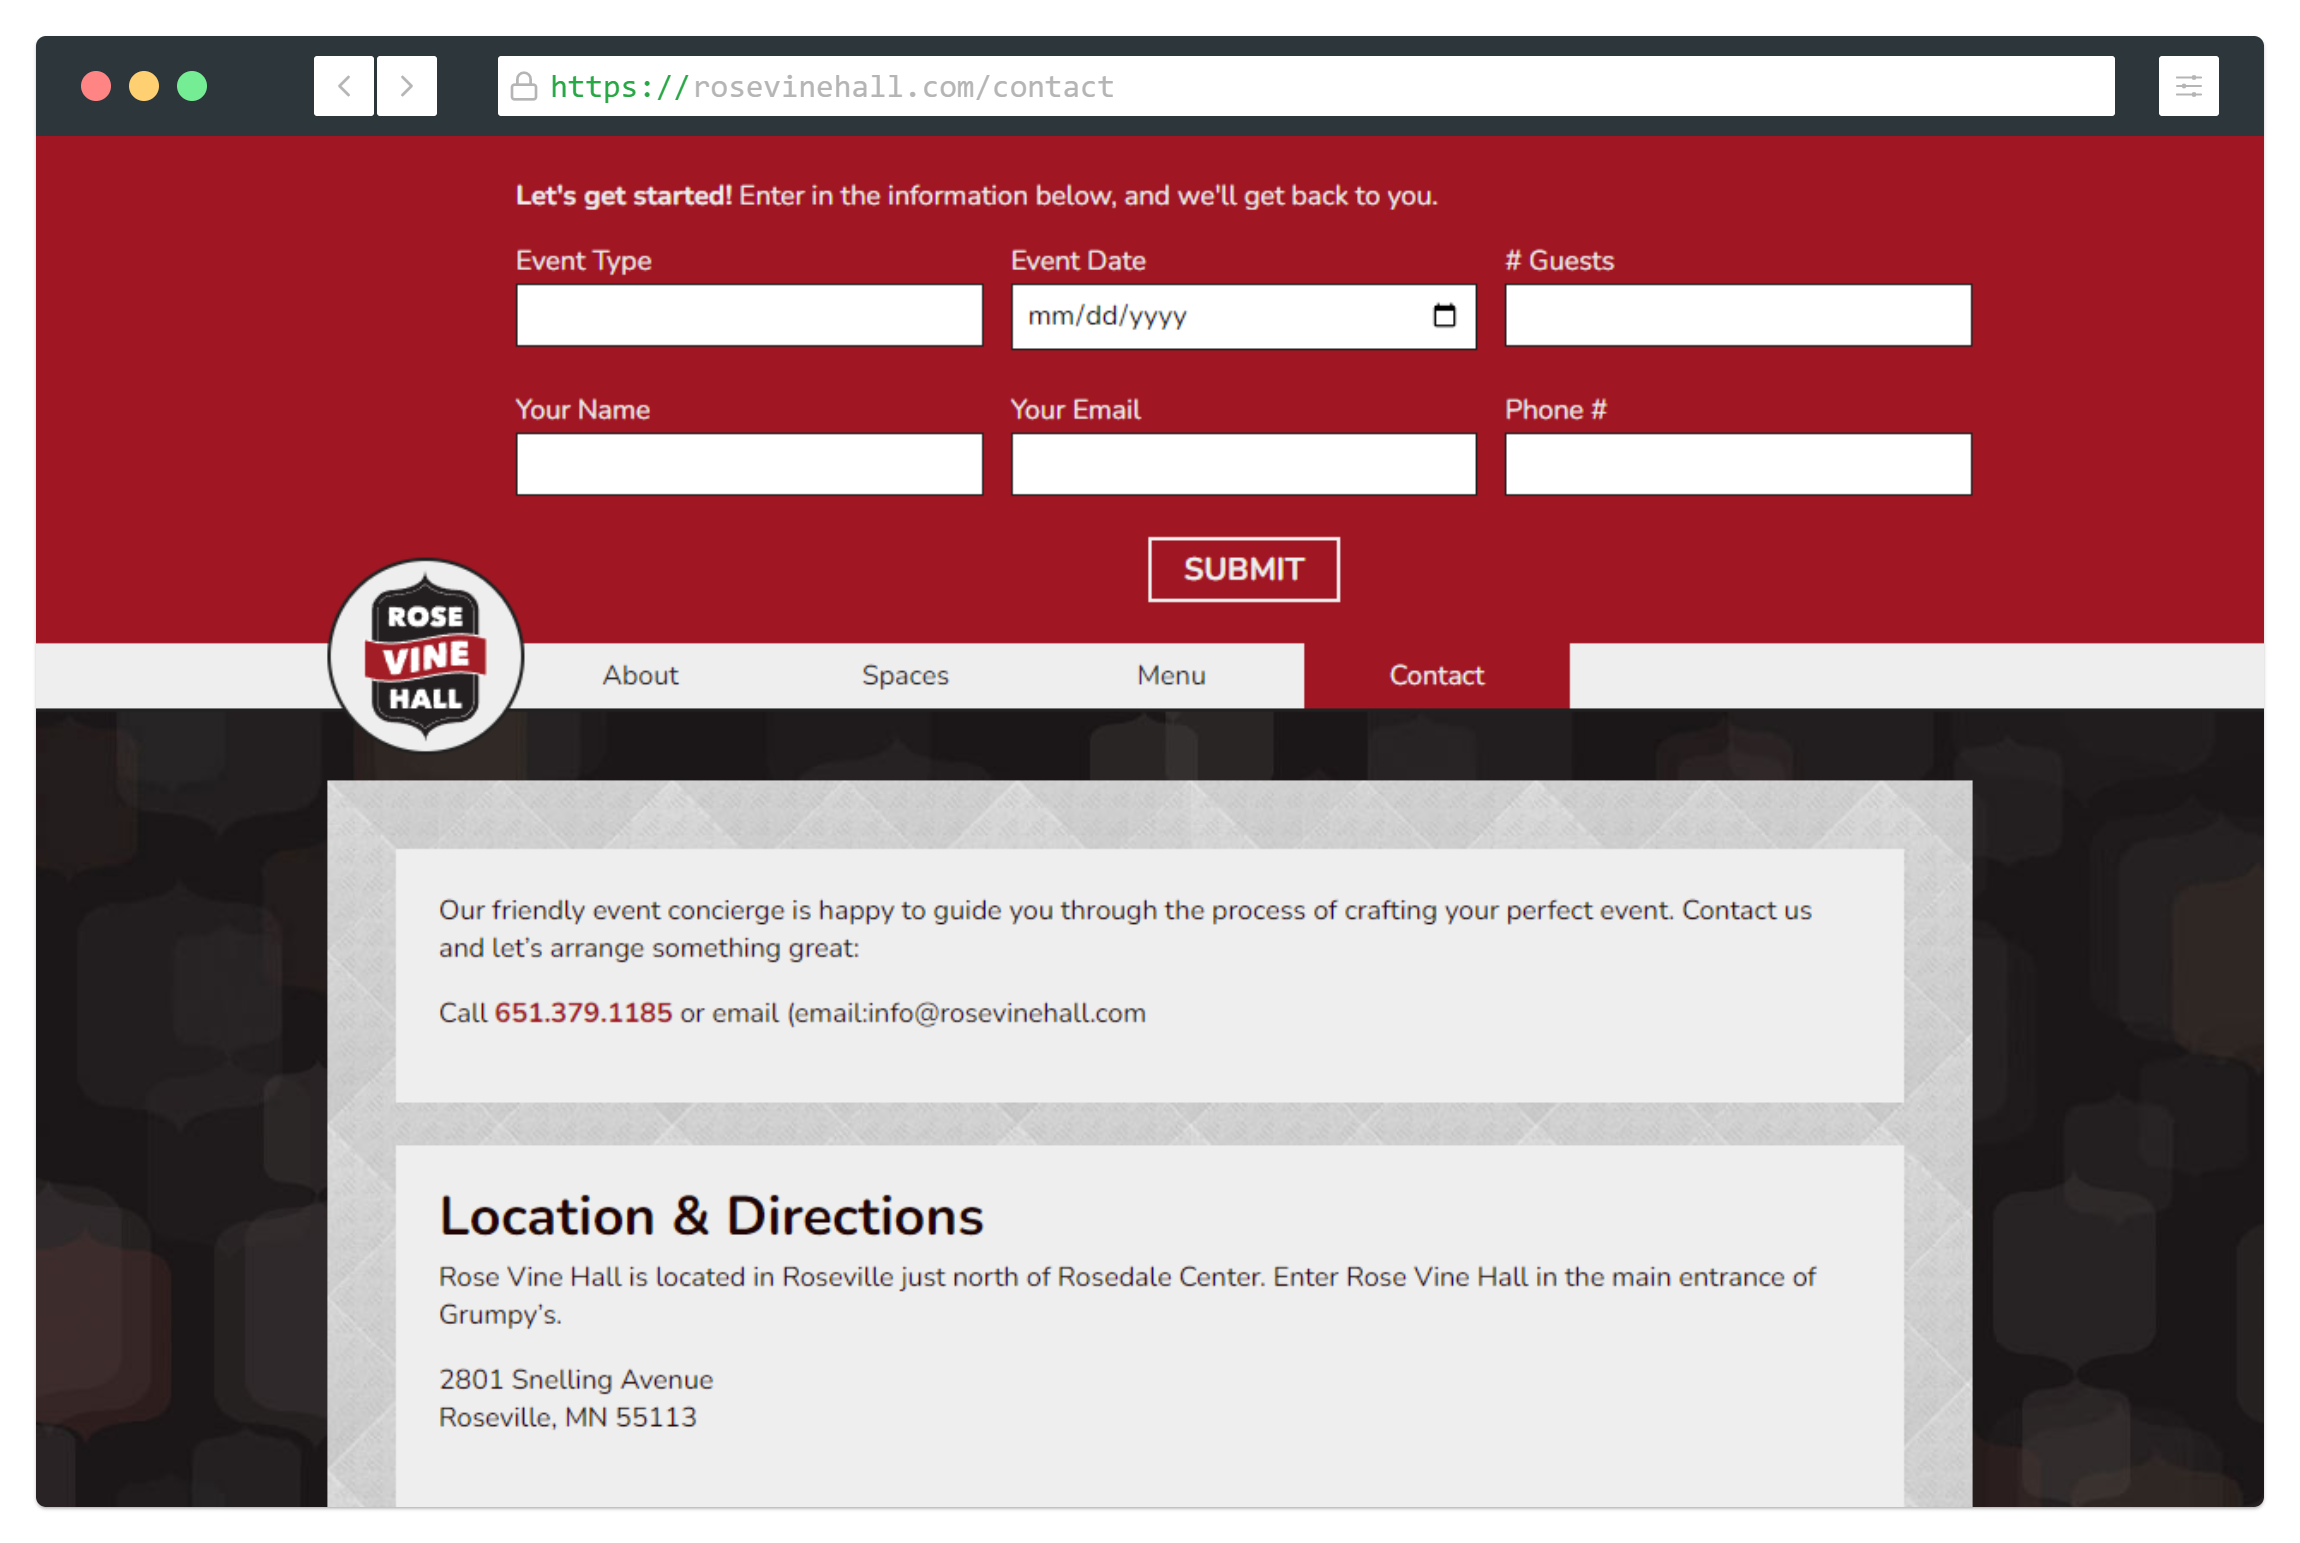 https://rosevinehall.com/contact
Let's get started! Enter in the information below, and we'll get back to you.
Event Type
Event Date
# Guests
mm/dd/yyyy
Your Name
Your Email
Phone #
SUBMIT
ROSE
VINE
HALL
About
Spaces
Menu
Contact
Our friendly event concierge is happy to guide you through the process of crafting your perfect event. Contact us
and let’s arrange something great:
Call 651.379.1185 or email (email:info@rosevinehall.com
Location & Directions
Rose Vine Hall is located in Roseville just north of Rosedale Center. Enter Rose Vine Hall in the main entrance of
Grumpy’s.
2801 Snelling Avenue
Roseville, MN 55113